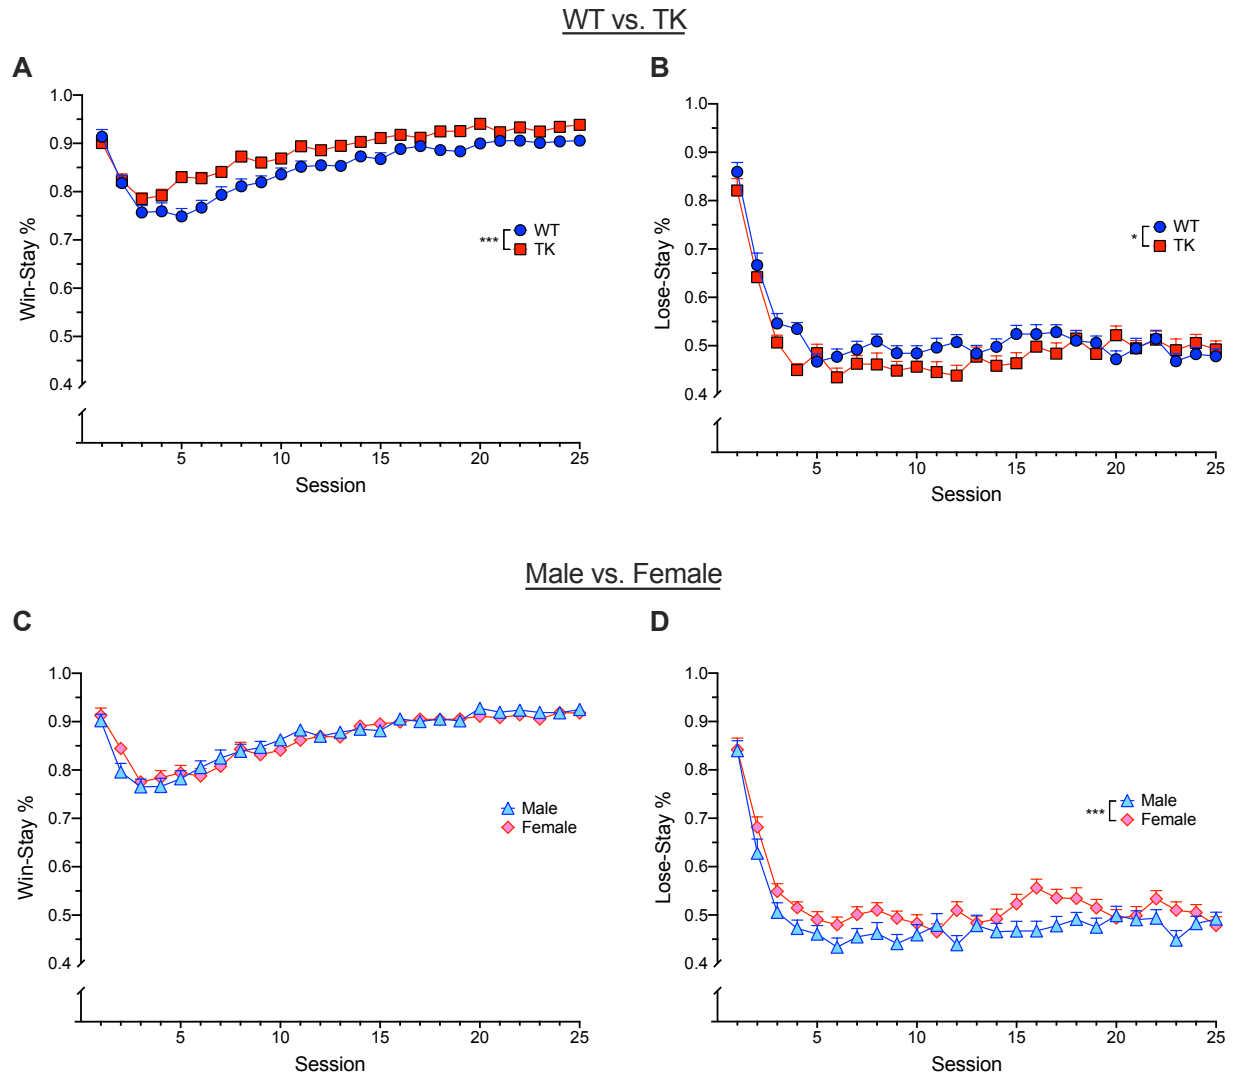 WT vs. TK
A
1.0
0.9
0.8
0.7
0.6
0.5
0.4
Win-Stay %
*** WT
TK
5 10 15 20 25
Session
B
1.0
0.9
0.8
0.7
0.6
0.5
0.4
Lose-Stay %
* WT
TK
5 10 15 20 25
Session
Male vs. Female
C
1.0
0.9
0.8
0.7
0.6
0.5
0.4
Win-Stay %
Male
Female
5 10 15 20 25
Session
D
1.0
0.9
0.8
0.7
0.6
0.5
0.4
Lose-Stay %
*** Male
Female
5 10 15 20 25
Session